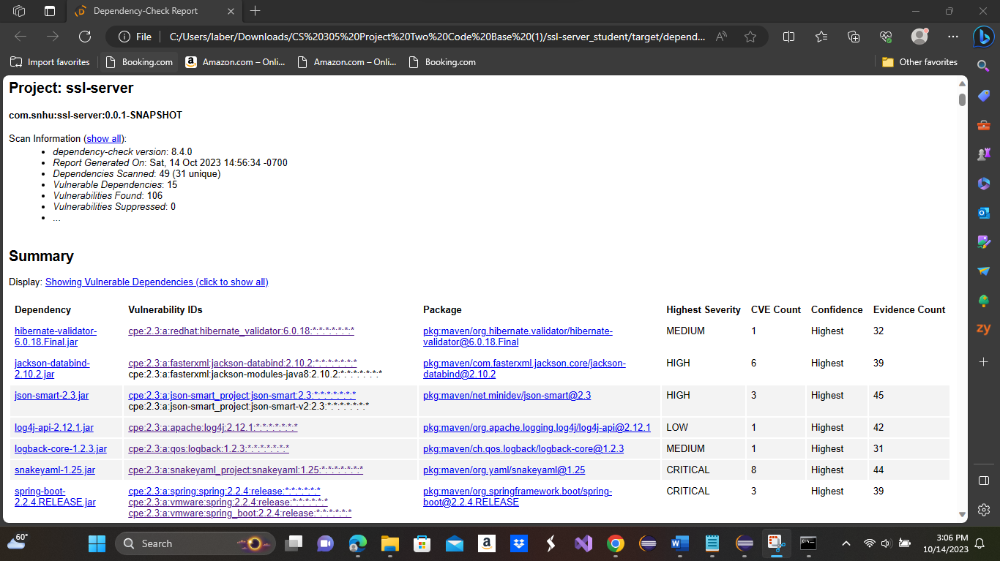 Dependency-Check Report
File
C:/Users/laber/Downloads/CS%20305%20Project%20Two%20Code%20Base%20(1)/ssl-server_student/target/depend...
Import favorites
Booking.com
Amazon.com – Onli...
Amazon.com – Onli...
Booking.com
Other favorites
Project: ssl-server
com.snhu:ssl-server:0.0.1-SNAPSHOT
Scan Information (show all):
• dependency-check version: 8.4.0
• Report Generated On: Sat, 14 Oct 2023 14:56:34 -0700
• Dependencies Scanned: 49 (31 unique)
• Vulnerable Dependencies: 15
• Vulnerabilities Found: 106
• Vulnerabilities Suppressed: 0
• ...
Summary
Display: Showing Vulnerable Dependencies (click to show all)
Dependency Vulnerability IDs Package Highest Severity CVE Count Confidence Evidence Count
hibernate-validator- cpe:2.3:a:redhat:hibernate_validator:6.0.18:*:*:*:*:*:*:* pkg:maven/org.hibernate.validator/hibernate- MEDIUM 1 Highest 32
6.0.18.Final.jar validator@6.0.18.Final
jackson-databind- cpe:2.3:a:fasterxml:jackson-databind:2.10.2:*:*:*:*:*:*:* pkg:maven/com.fasterxml.jackson.core/jackson- HIGH 6 Highest 39
2.10.2.jar cpe:2.3:a:fasterxml:jackson-modules-java8:2.10.2:*:*:*:*:*:*:* databind@2.10.2
json-smart-2.3.jar cpe:2.3:a:json-smart_project:json-smart:2.3:*:*:*:*:*:*:* pkg:maven/net.minidev/json-smart@2.3 HIGH 3 Highest 45
cpe:2.3:a:json-smart_project:json-smart-v2:2.3:*:*:*:*:*:*:*
log4j-api-2.12.1.jar cpe:2.3:a:apache:log4j:2.12.1:*:*:*:*:*:*:* pkg:maven/org.apache.logging.log4j/log4j-api@2.12.1 LOW 1 Highest 42
logback-core-1.2.3.jar cpe:2.3:a:qos:logback:1.2.3:*:*:*:*:*:*:* pkg:maven/ch.qos.logback/logback-core@1.2.3 MEDIUM 1 Highest 31
snakeyaml-1.25.jar cpe:2.3:a:snakeyaml_project:snakeyaml:1.25:*:*:*:*:*:*:* pkg:maven/org.yaml/snakeyaml@1.25 CRITICAL 8 Highest 44
spring-boot- cpe:2.3:a:spring:spring:2.2.4:release:*:*:*:*:*:* pkg:maven/org.springframework.boot/spring- CRITICAL 3 Highest 39
2.2.4.RELEASE.jar cpe:2.3:a:vmware:spring:2.2.4:release:*:*:*:*:*:* boot@2.2.4.RELEASE
cpe:2.3:a:vmware:spring_boot:2.2.4:release:*:*:*:*:*:*
zy
60°
Search
3:06 PM
10/14/2023